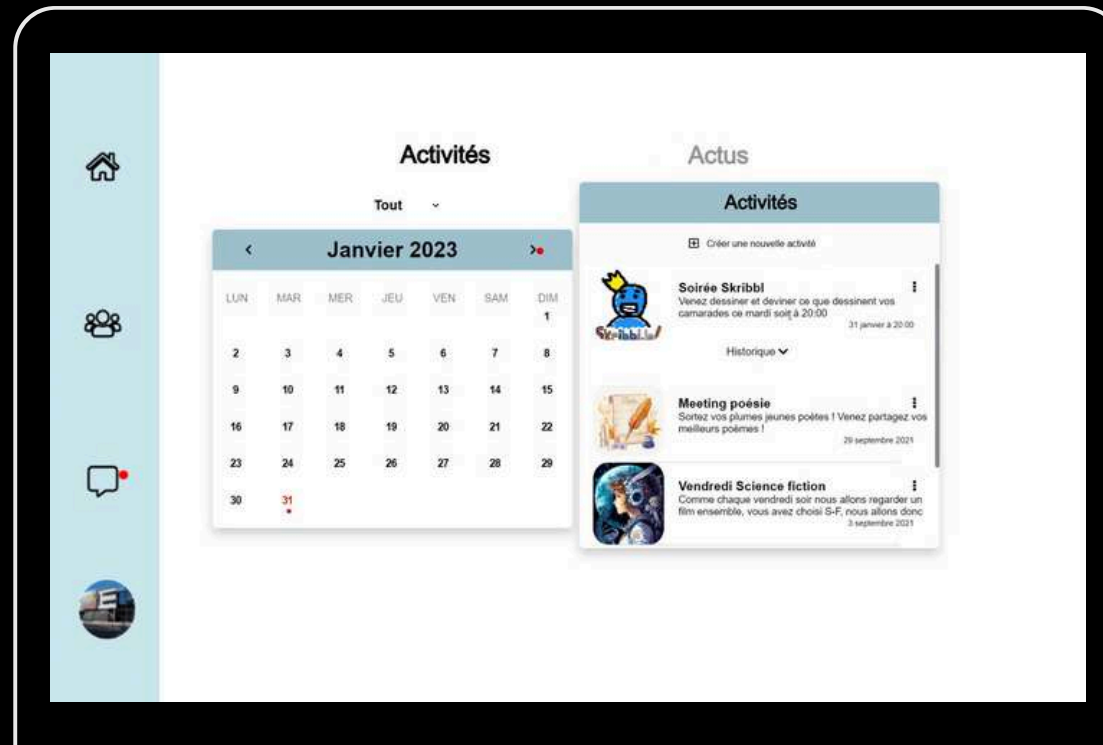 Activités
Actus
Tout
Janvier 2023
LUN MAR MER JEU VEN SAM DIM
1
2 3 4 5 6 7 8
9 10 11 12 13 14 15
16 17 18 19 20 21 22
23 24 25 26 27 28 29
30 31
Activités
Créer une nouvelle activité
Soirée Skribbl
Venez dessiner et deviner ce que dessinent vos
camarades ce mardi soir à 20:00
31 janvier à 20:00
Historique
Meeting poésie
Sortez vos plumes jeunes poètes ! Venez partagez vos
meilleurs poèmes !
29 septembre 2021
Vendredi Science fiction
Comme chaque vendredi soir nous allons regarder un
film ensemble, vous avez choisi S-F, nous allons donc
3 septembre 2021